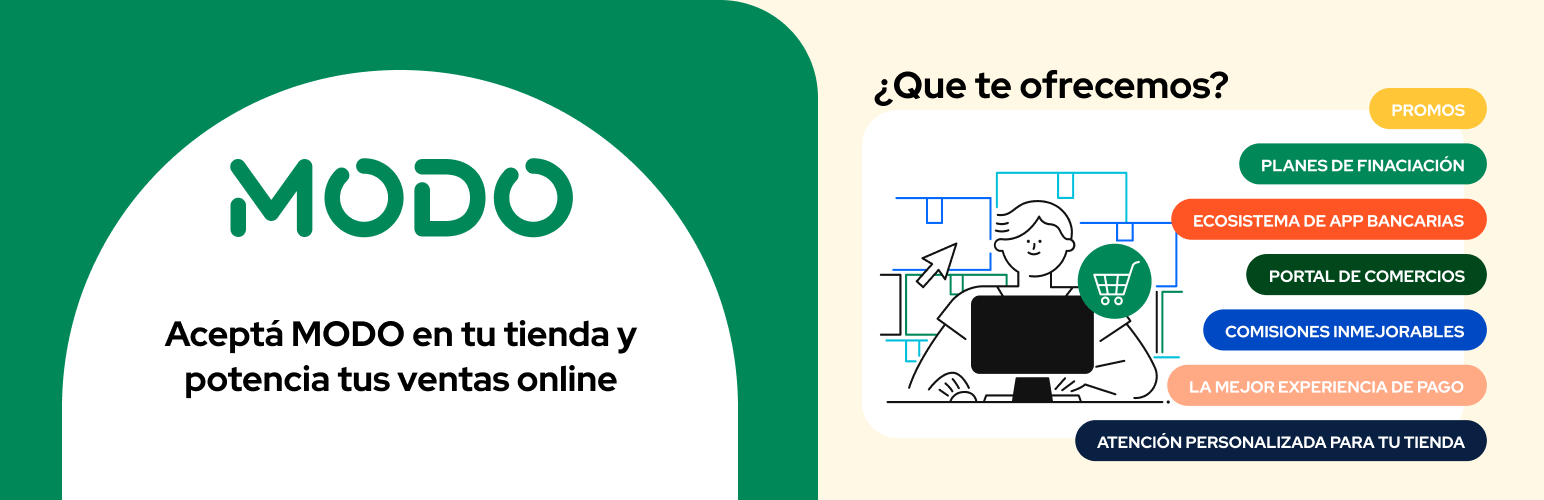 MODO
Aceptá MODO en tu tienda y
potencia tus ventas online
¿Que te ofrecemos?
PROMOS
PLANES DE FINACIACIÓN
ECOSISTEMA DE APP BANCARIAS
PORTAL DE COMERCIOS
COMISIONES INMEJORABLES
LA MEJOR EXPERIENCIA DE PAGO
ATENCIÓN PERSONALIZADA PARA TU TIENDA